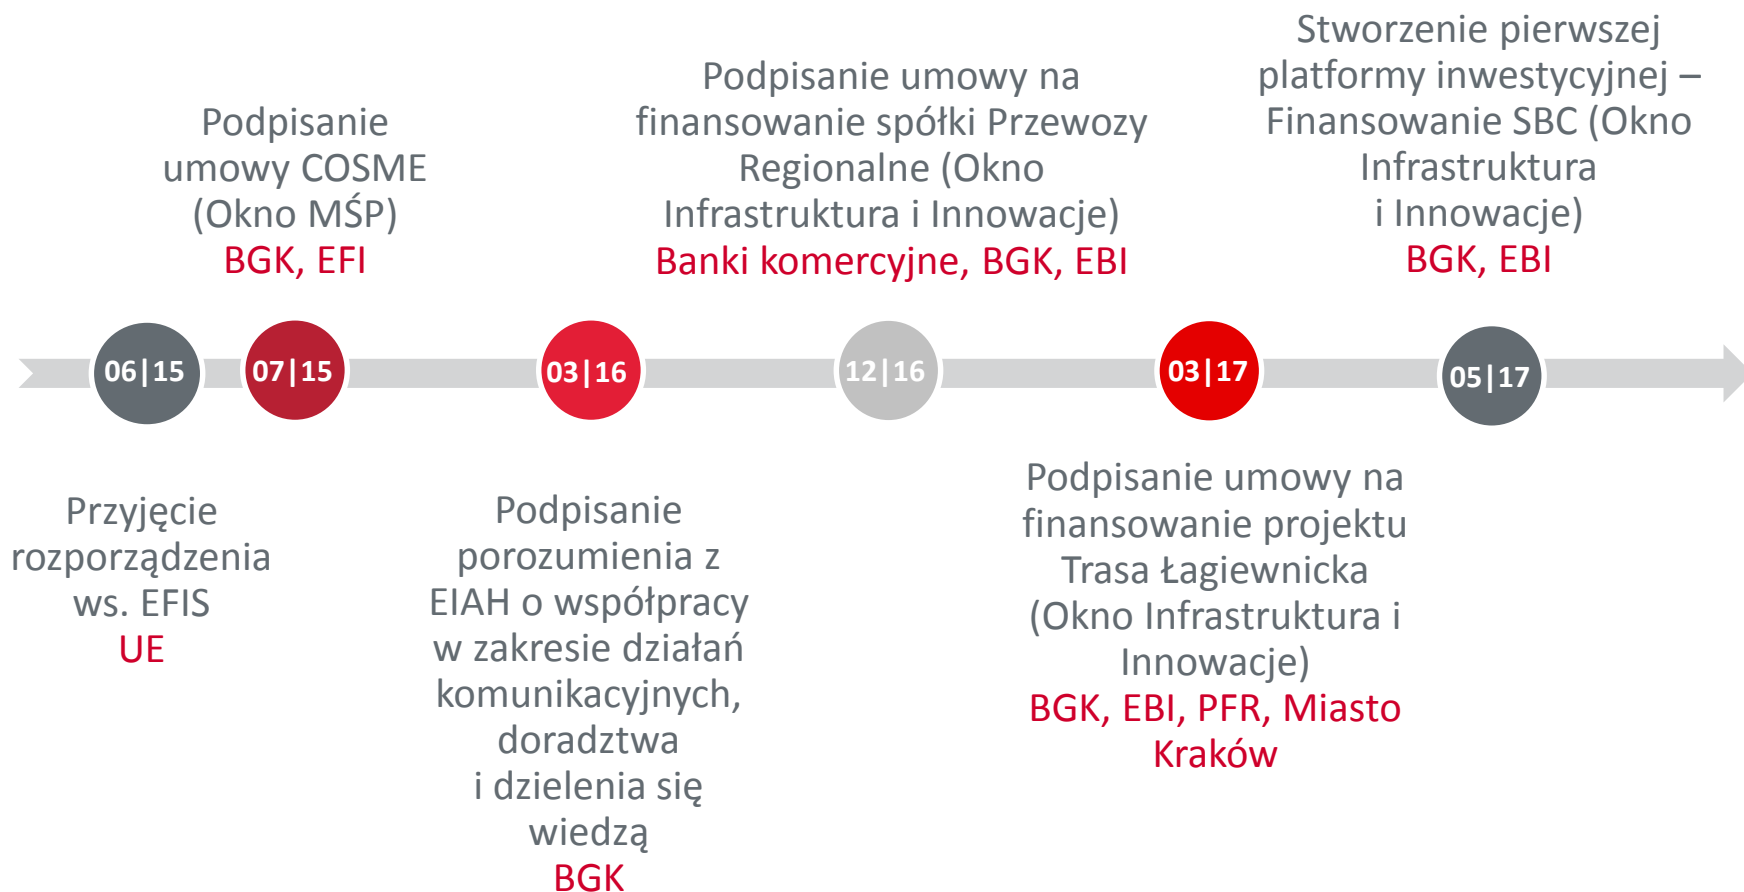 Podpisanie
umowy COSME
(Okno MŚP)
BGK, EFI
Podpisanie umowy na
finansowanie spółki Przewozy
Regionalne (Okno
Infrastruktura i Innowacje)
Banki komercyjne, BGK, EBI
Stworzenie pierwszej
platformy inwestycyjnej –
Finansowanie SBC (Okno
Infrastruktura
i Innowacje)
BGK, EBI
06|15
07|15
03|16
12|16
03|17
05|17
Przyjęcie
rozporządzenia
ws. EFIS
UE
Podpisanie
porozumienia z
EIAH o współpracy
w zakresie działań
komunikacyjnych,
doradztwa
i dzielenia się
wiedzą
BGK
Podpisanie umowy na
finansowanie projektu
Trasa Łagiewnicka
(Okno Infrastruktura i
Innowacje)
BGK, EBI, PFR, Miasto
Kraków